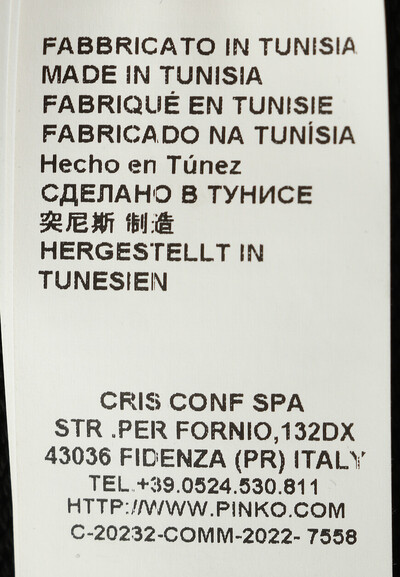 FABBRICATO IN TUNISIA
MADE IN TUNISIA
FABRIQUÉ EN TUNISIE
FABRICADO NA TUNÍSIA
Hecho en Túnez
СДЕЛАНО В ТУНИСЕ
突尼斯 制造
HERGESTELLT IN
TUNESIEN
CRIS CONF SPA
STR .PER FORNIO,132DX
43036 FIDENZA (PR) ITALY
TEL.+39.0524.530.811
HTTP://WWW.PINKO.COM
C-20232-COMM-2022- 7558